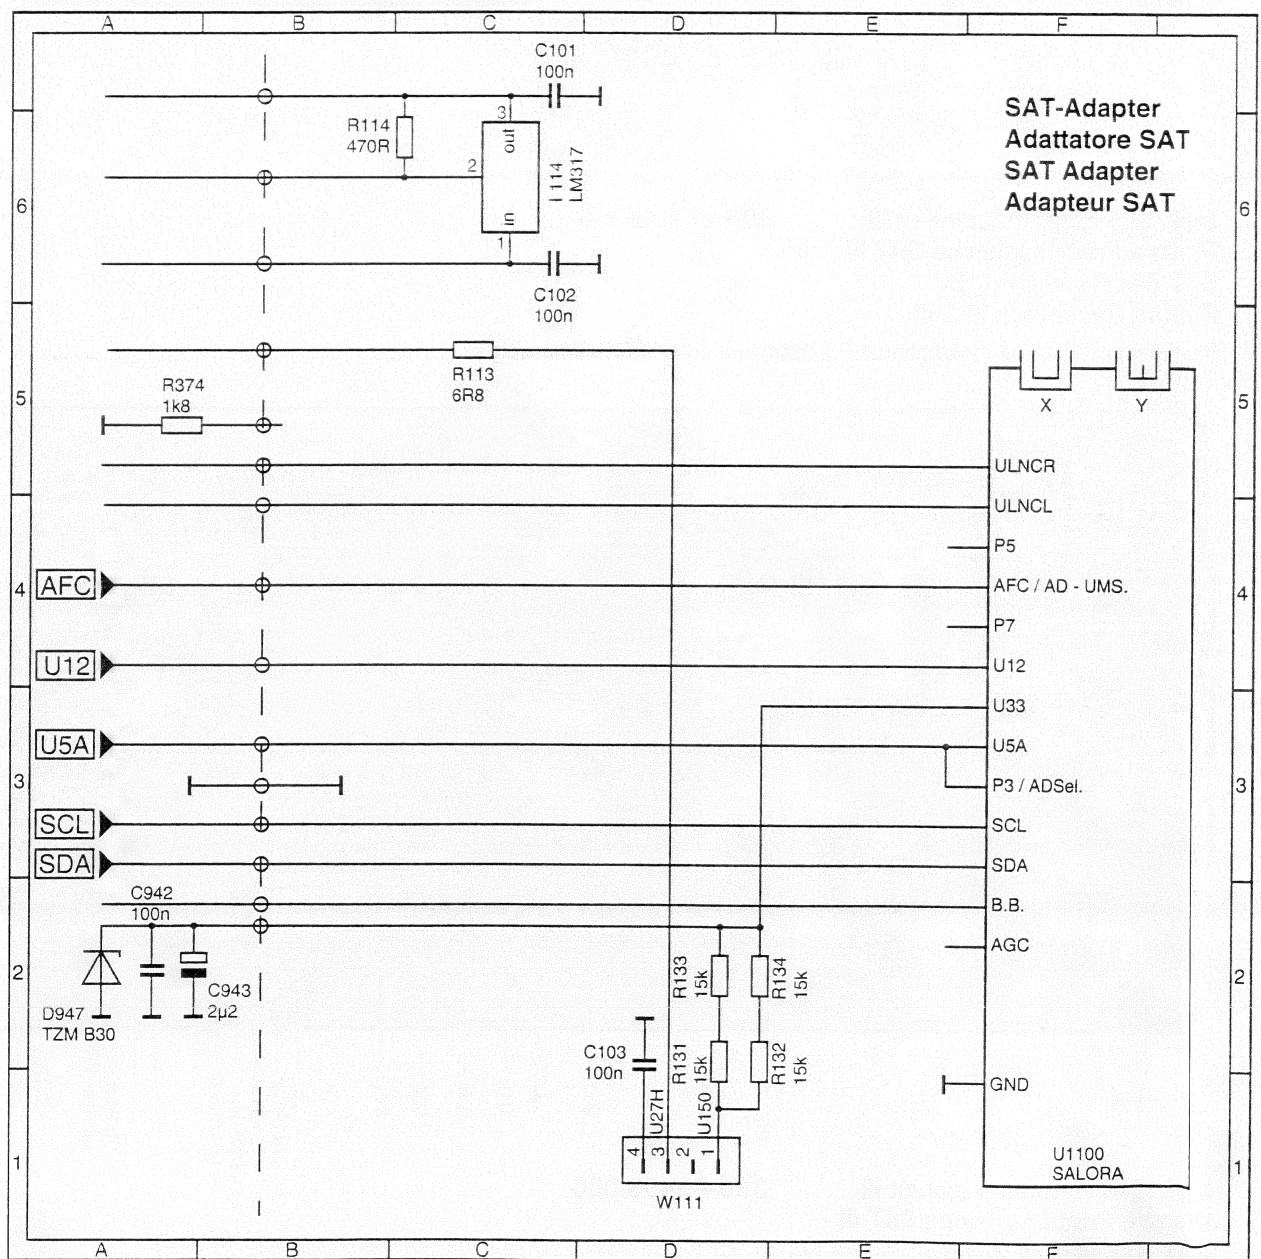 A B C D E F
C101
100n
SAT-Adapter
Adattatore SAT
SAT Adapter
Adapteur SAT
R114
470R
3
out
2
I 114
LM317
in
1
6
6
C102
100n
R113
6R8
R374
1k8
5
5
X
Y
ULNCR
ULNCL
P5
4
AFC
AFC / AD - UMS.
4
P7
U12
U12
U33
U5A
U5A
3
P3 / ADSel.
3
SCL
SCL
SDA
SDA
C942
100n
B.B.
AGC
2
2
C943
2µ2
D947
TZM B30
R133
15k
R134
15k
C103
100n
R131
15k
R132
15k
GND
U27H
U150
4 3 2 1
W111
1
U1100
SALORA
1
A B C D E F